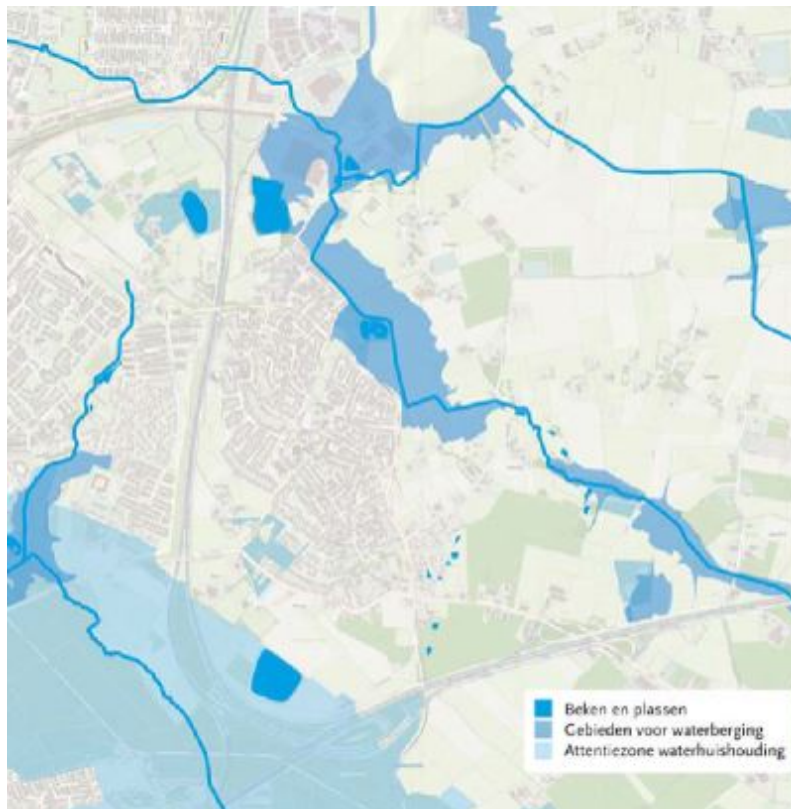 Beken en plassen
Gebieden voor waterberging
Attentiezone waterhuishouding